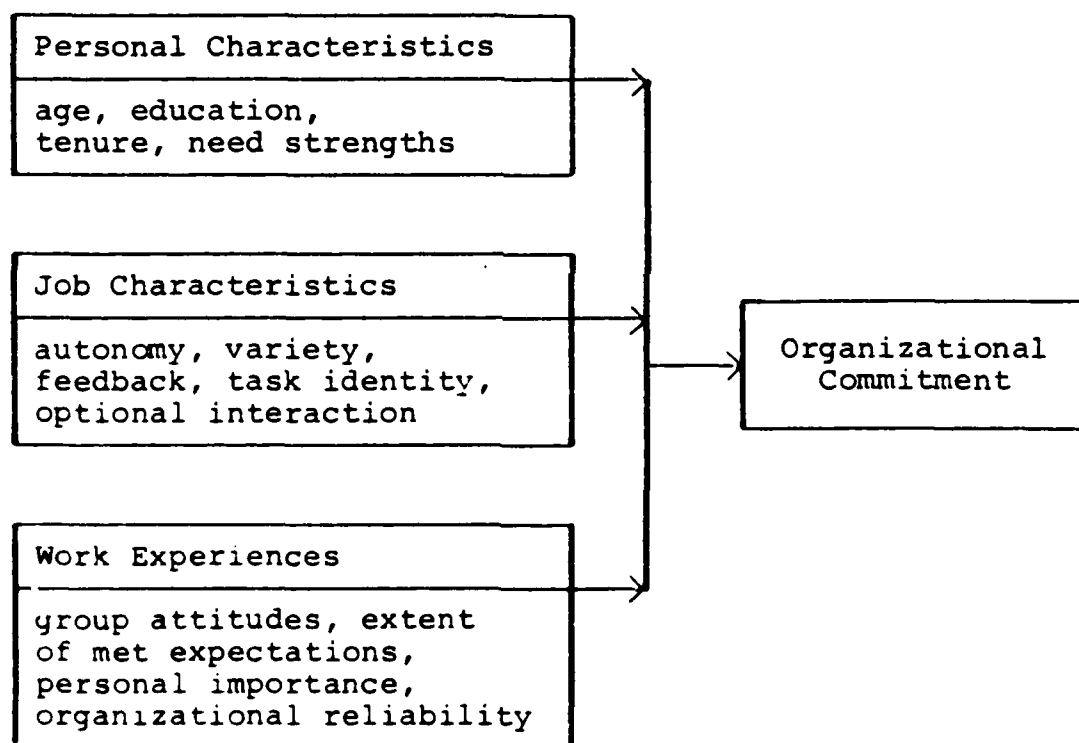 Personal Characteristics
age, education,
tenure, need strengths
Job Characteristics
autonomy, variety,
feedback, task identity,
optional interaction
Work Experiences
group attitudes, extent
of met expectations,
personal importance,
organizational reliability
Organizational
Commitment